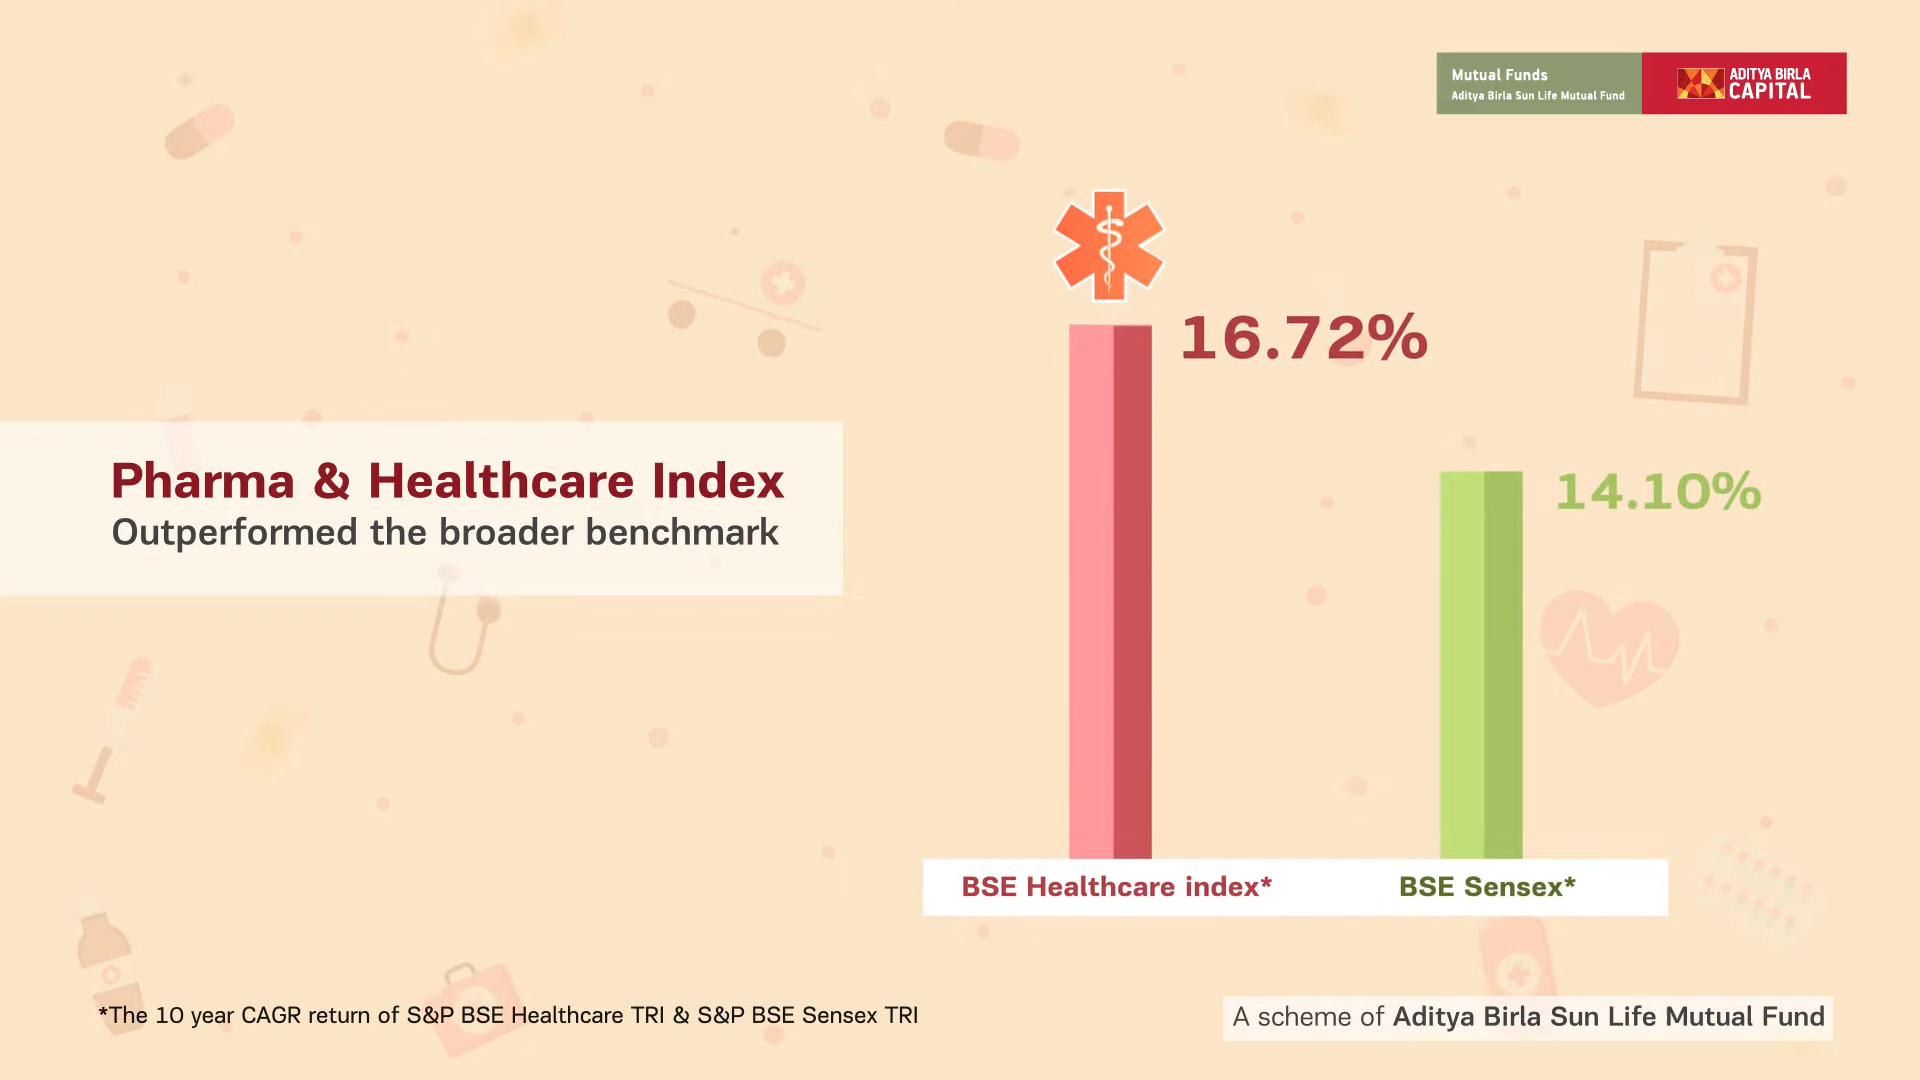 Mutual Funds
Aditya Birla Sun Life Mutual Fund
ADITYA BIRLA
CAPITAL
16.72%
14.10%
Pharma & Healthcare Index
Outperformed the broader benchmark
BSE Healthcare index*
BSE Sensex*
*The 10 year CAGR return of S&P BSE Healthcare TRI & S&P BSE Sensex TRI
A scheme of Aditya Birla Sun Life Mutual Fund